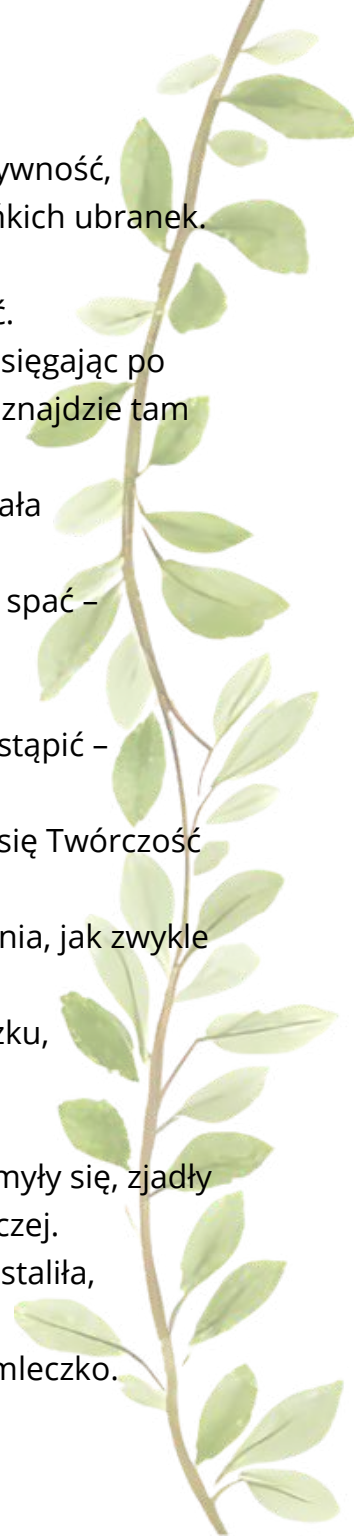 ywność,
ńkich ubranek.
ć.
sięgając po
znajdzie tam
ała
spać –
stąpić –
się Twórczość
nia, jak zwykle
zku,
myły się, zjadły
czej.
staliła,
mleczko.